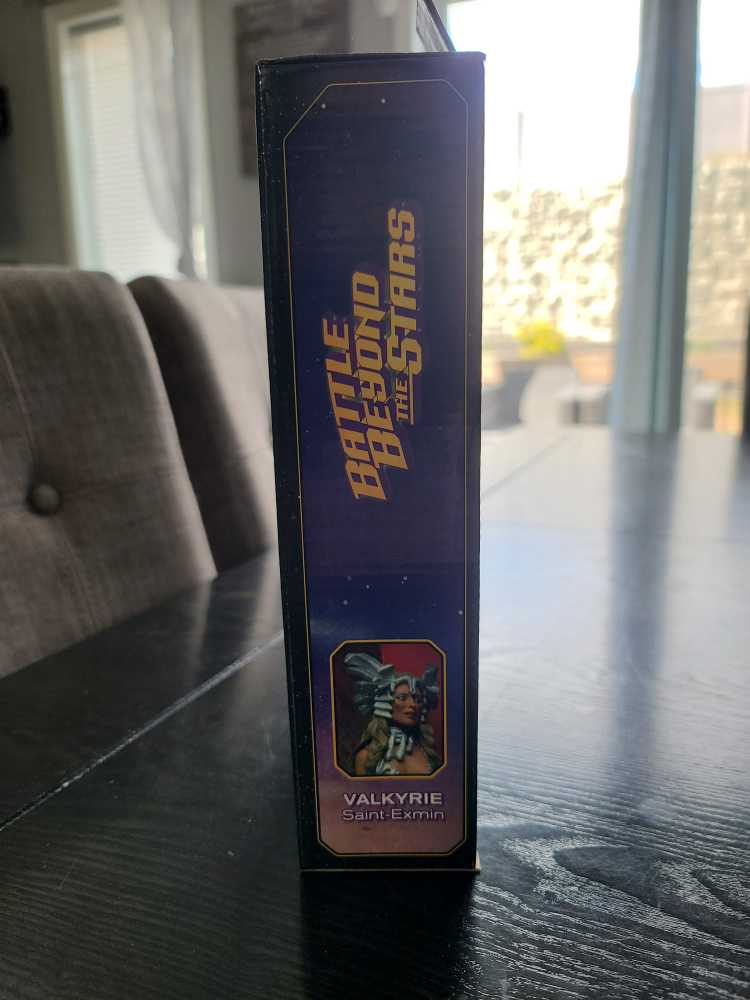 BATTLE
BEYOND
THE STARS
VALKYRIE
Saint-Exmin